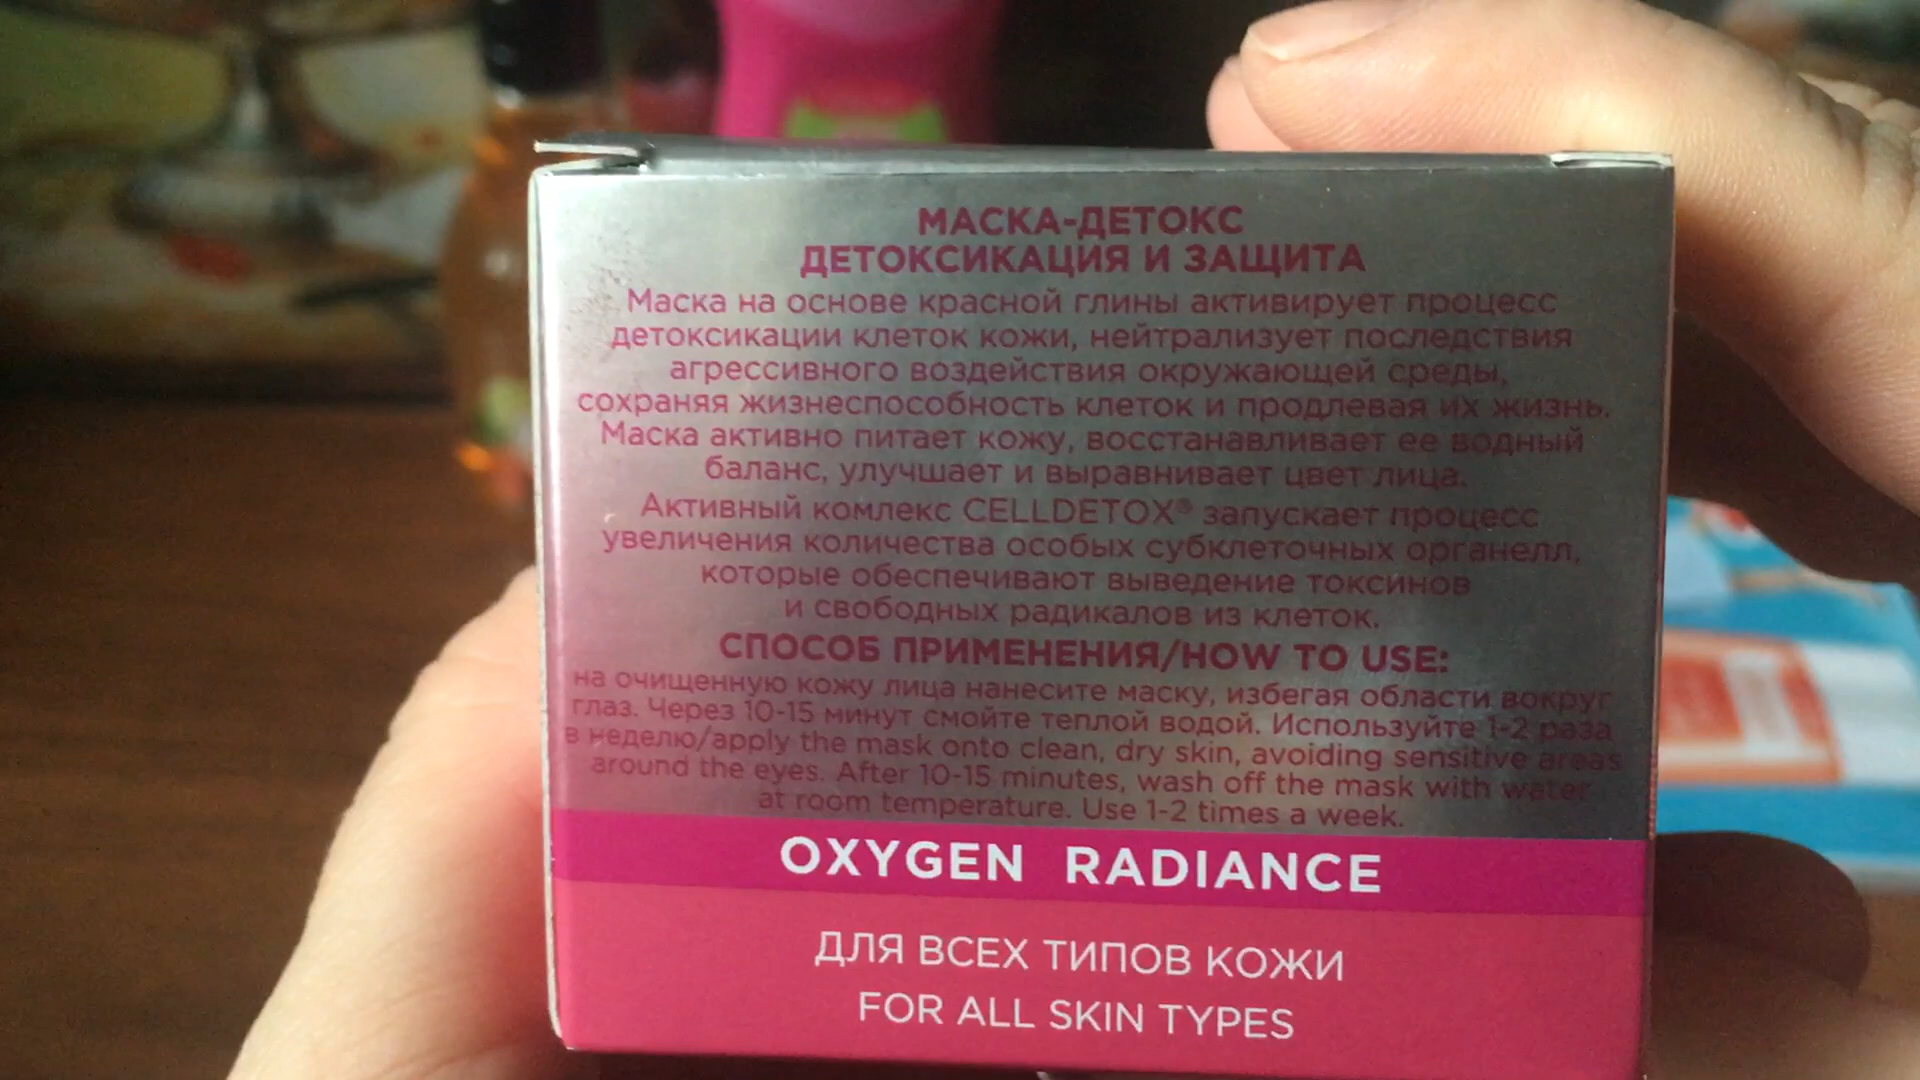 МАСКА-ДЕТОКС
ДЕТОКСИКАЦИЯ И ЗАЩИТА
Маска на основе красной глины активирует процесс
детоксикации клеток кожи, нейтрализует последствия
агрессивного воздействия окружающей среды,
сохраняя жизнеспособность клеток и продлевая их жизнь.
Маска активно питает кожу, восстанавливает ее водный
баланс, улучшает и выравнивает цвет лица.
Активный комлекс CELLDETOX® запускает процесс
увеличения количества особых субклеточных органелл,
которые обеспечивают выведение токсинов
и свободных радикалов из клеток.
СПОСОБ ПРИМЕНЕНИЯ/HOW TO USE:
на очищенную кожу лица нанесите маску, избегая области вокруг
глаз. Через 10-15 минут смойте теплой водой. Используйте 1-2 раза
в неделю/apply the mask onto clean, dry skin, avoiding sensitive areas
around the eyes. After 10-15 minutes, wash off the mask with water
at room temperature. Use 1-2 times a week.
OXYGEN RADIANCE
ДЛЯ ВСЕХ ТИПОВ КОЖИ
FOR ALL SKIN TYPES